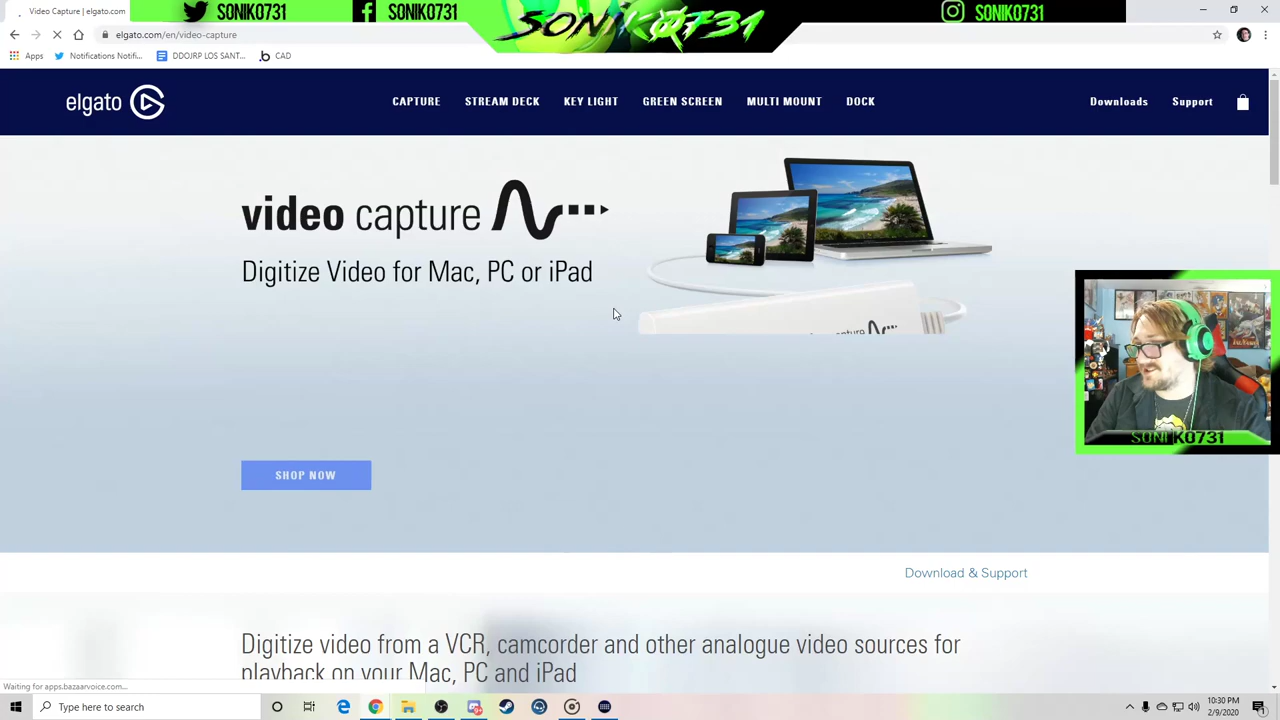 Video Capture | elgato.com
SONIK0731
SONIK0731
SONIK0731
SONIK0731
elgato.com/en/video-capture
Apps
Notifications Notifi...
DDOJRP LOS SANT...
CAD
elgato
CAPTURE
STREAM DECK
KEY LIGHT
GREEN SCREEN
MULTI MOUNT
DOCK
Downloads
Support
video capture
Digitize Video for Mac, PC or iPad
capture
SONIK0731
SHOP NOW
Download & Support
Digitize video from a VCR, camcorder and other analogue video sources for
playback on your Mac, PC and iPad
Waiting for apps.bazaarvoice.com...
Type here to search
10:30 PM
2/9/2020